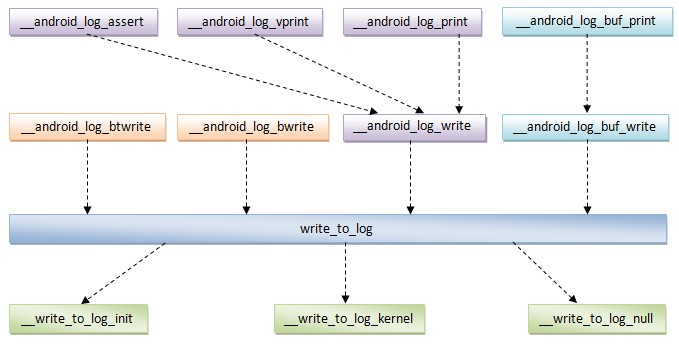 __android_log_assert
__android_log_vprint
__android_log_print
__android_log_buf_print
__android_log_btwrite
__android_log_bwrite
__android_log_write
__android_log_buf_write
write_to_log
__write_to_log_init
__write_to_log_kernel
__write_to_log_null